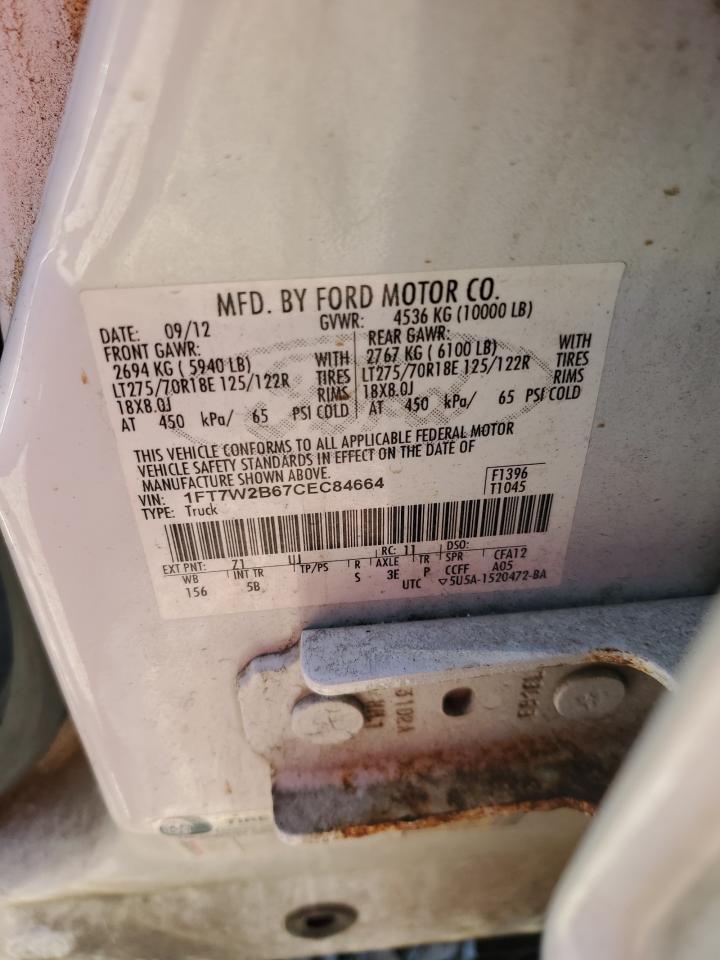 MFD. BY FORD MOTOR CO.
DATE: 09/12 GVWR: 4536 KG (10000 LB)
FRONT GAWR: REAR GAWR:
2694 KG ( 5940 LB) WITH 2767 KG ( 6100 LB) WITH
LT275/70R18E 125/122R TIRES LT275/70R18E 125/122R TIRES
18X8.0J RIMS 18X8.0J RIMS
AT 450 kPa/ 65 PSI COLD AT 450 kPa/ 65 PSI COLD
THIS VEHICLE CONFORMS TO ALL APPLICABLE FEDERAL MOTOR
VEHICLE SAFETY STANDARDS IN EFFECT ON THE DATE OF
MANUFACTURE SHOWN ABOVE.
VIN: 1FT7W2B67CEC84664 F1396
TYPE: Truck T1045
EXT PNT: Z1 UJ RC: 11 DSO:
WB INT TR TP/PS R AXLE TR SPR CFA12
156 5B S 3E P CCFF A05
UTC ▽5U5A-1520472-BA
3102A